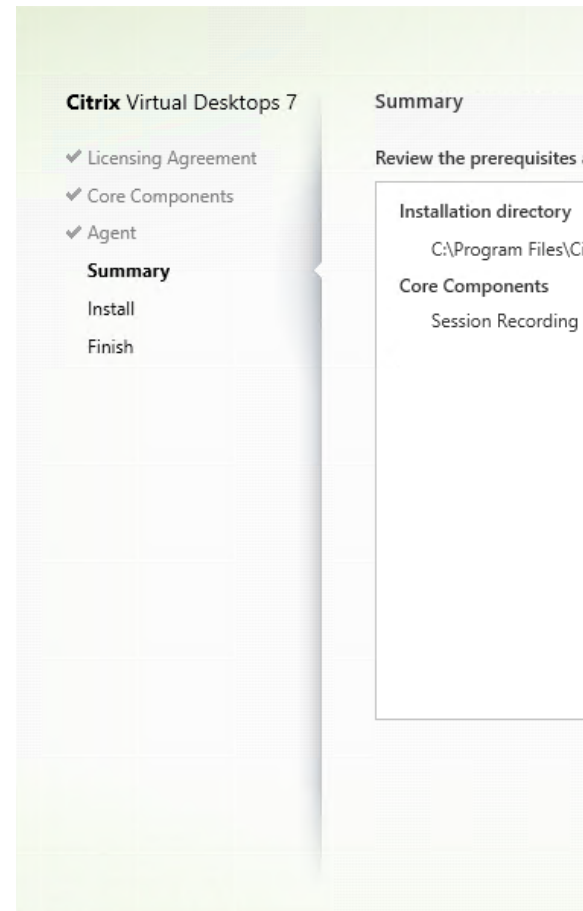 Citrix Virtual Desktops 7
Licensing Agreement
Core Components
Agent
Summary
Install
Finish
Summary
Review the prerequisites
Installation directory
C:\Program Files\Ci
Core Components
Session Recording